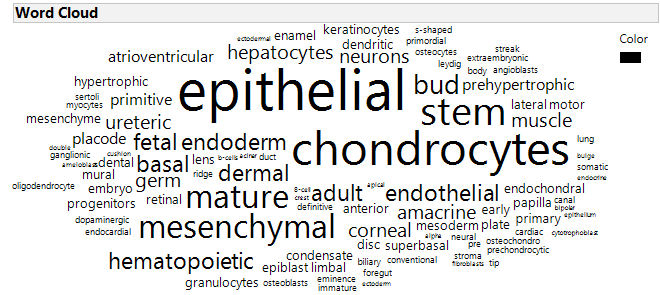 Word Cloud
Color
s-shaped
keratinocytes
ectodermal enamel
primordial
dendritic
osteocytes
streak
atrioventricular hepatocytes neurons
extraembryonic
leydig
body angioblasts
hypertrophic
epithelial bud prehypertrophic
sertoli
myocytes
primitive
stem lateral motor
mesenchyme ureteric muscle
placode fetal endoderm
double
ganglionic
cushion
b-cells acinar duct
chondrocytes
lung
bulge
ameloblasts dental basal lens
ridge
dermal
somatic
endocrine
mural
oligodendrocyte embryo germ
B-cell
crest
apical
adult endothelial endochondral
progenitors retinal mature
definitive anterior
papilla canal
bipolar
amacrine early primary epithelium
dopaminergic
endocardial
mesenchymal corneal mesoderm plate cardiac cytotrophoblast
alpha neural
disc superbasal pre osteochondro
prechondrocytic
hematopoietic condensate
biliary conventional stroma
fibroblasts tip
epiblast limbal foregut
granulocytes osteoblasts eminence
immature
ectoderm